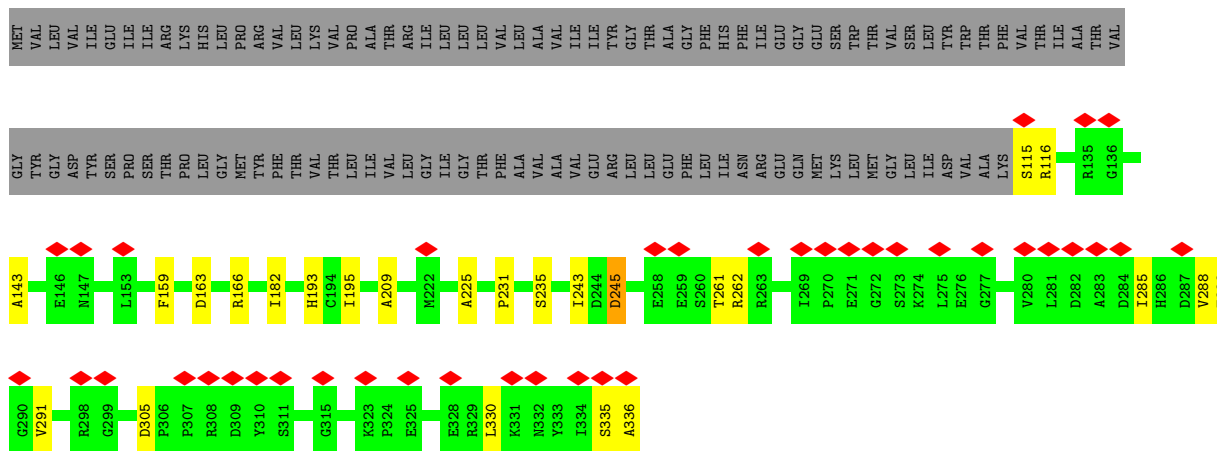 MET VAL LEU VAL ILE GLU ILE ILE ARG LYS HIS LEU PRO ARG VAL LEU LYS VAL PRO ALA THR ARG ILE LEU LEU LEU VAL LEU ALA VAL ILE ILE TYR GLY THR ALA GLY PHE HIS PHE ILE GLU GLY GLU SER TRP THR VAL SER LEU TYR TRP THR PHE VAL THR ILE ALA THR VAL
GLY TYR GLY ASP TYR SER PRO SER THR PRO LEU GLY MET TYR PHE THR VAL THR LEU ILE VAL LEU GLY ILE GLY THR PHE ALA VAL ALA VAL GLU ARG LEU LEU GLU PHE LEU ILE ASN ARG GLU GLN MET LYS LEU MET GLY LEU ILE ASP VAL ALA LYS S115 R116 R135 G136
A143 E146 N147 L153 F159 D163 R166 I182 H193 C194 I195 A209 M222 A225 P231 S235 I243 D244 D245 E258 E259 S260 T261 R262 R263 I269 P270 E271 G272 S273 K274 L275 E276 G277 V280 L281 D282 A283 D284 I285 H286 D287 V288
G290 V291 R298 G299 D305 P306 P307 R308 D309 Y310 S311 G315 K323 P324 E325 E328 R329 L330 K331 N332 Y333 I334 S335 A336